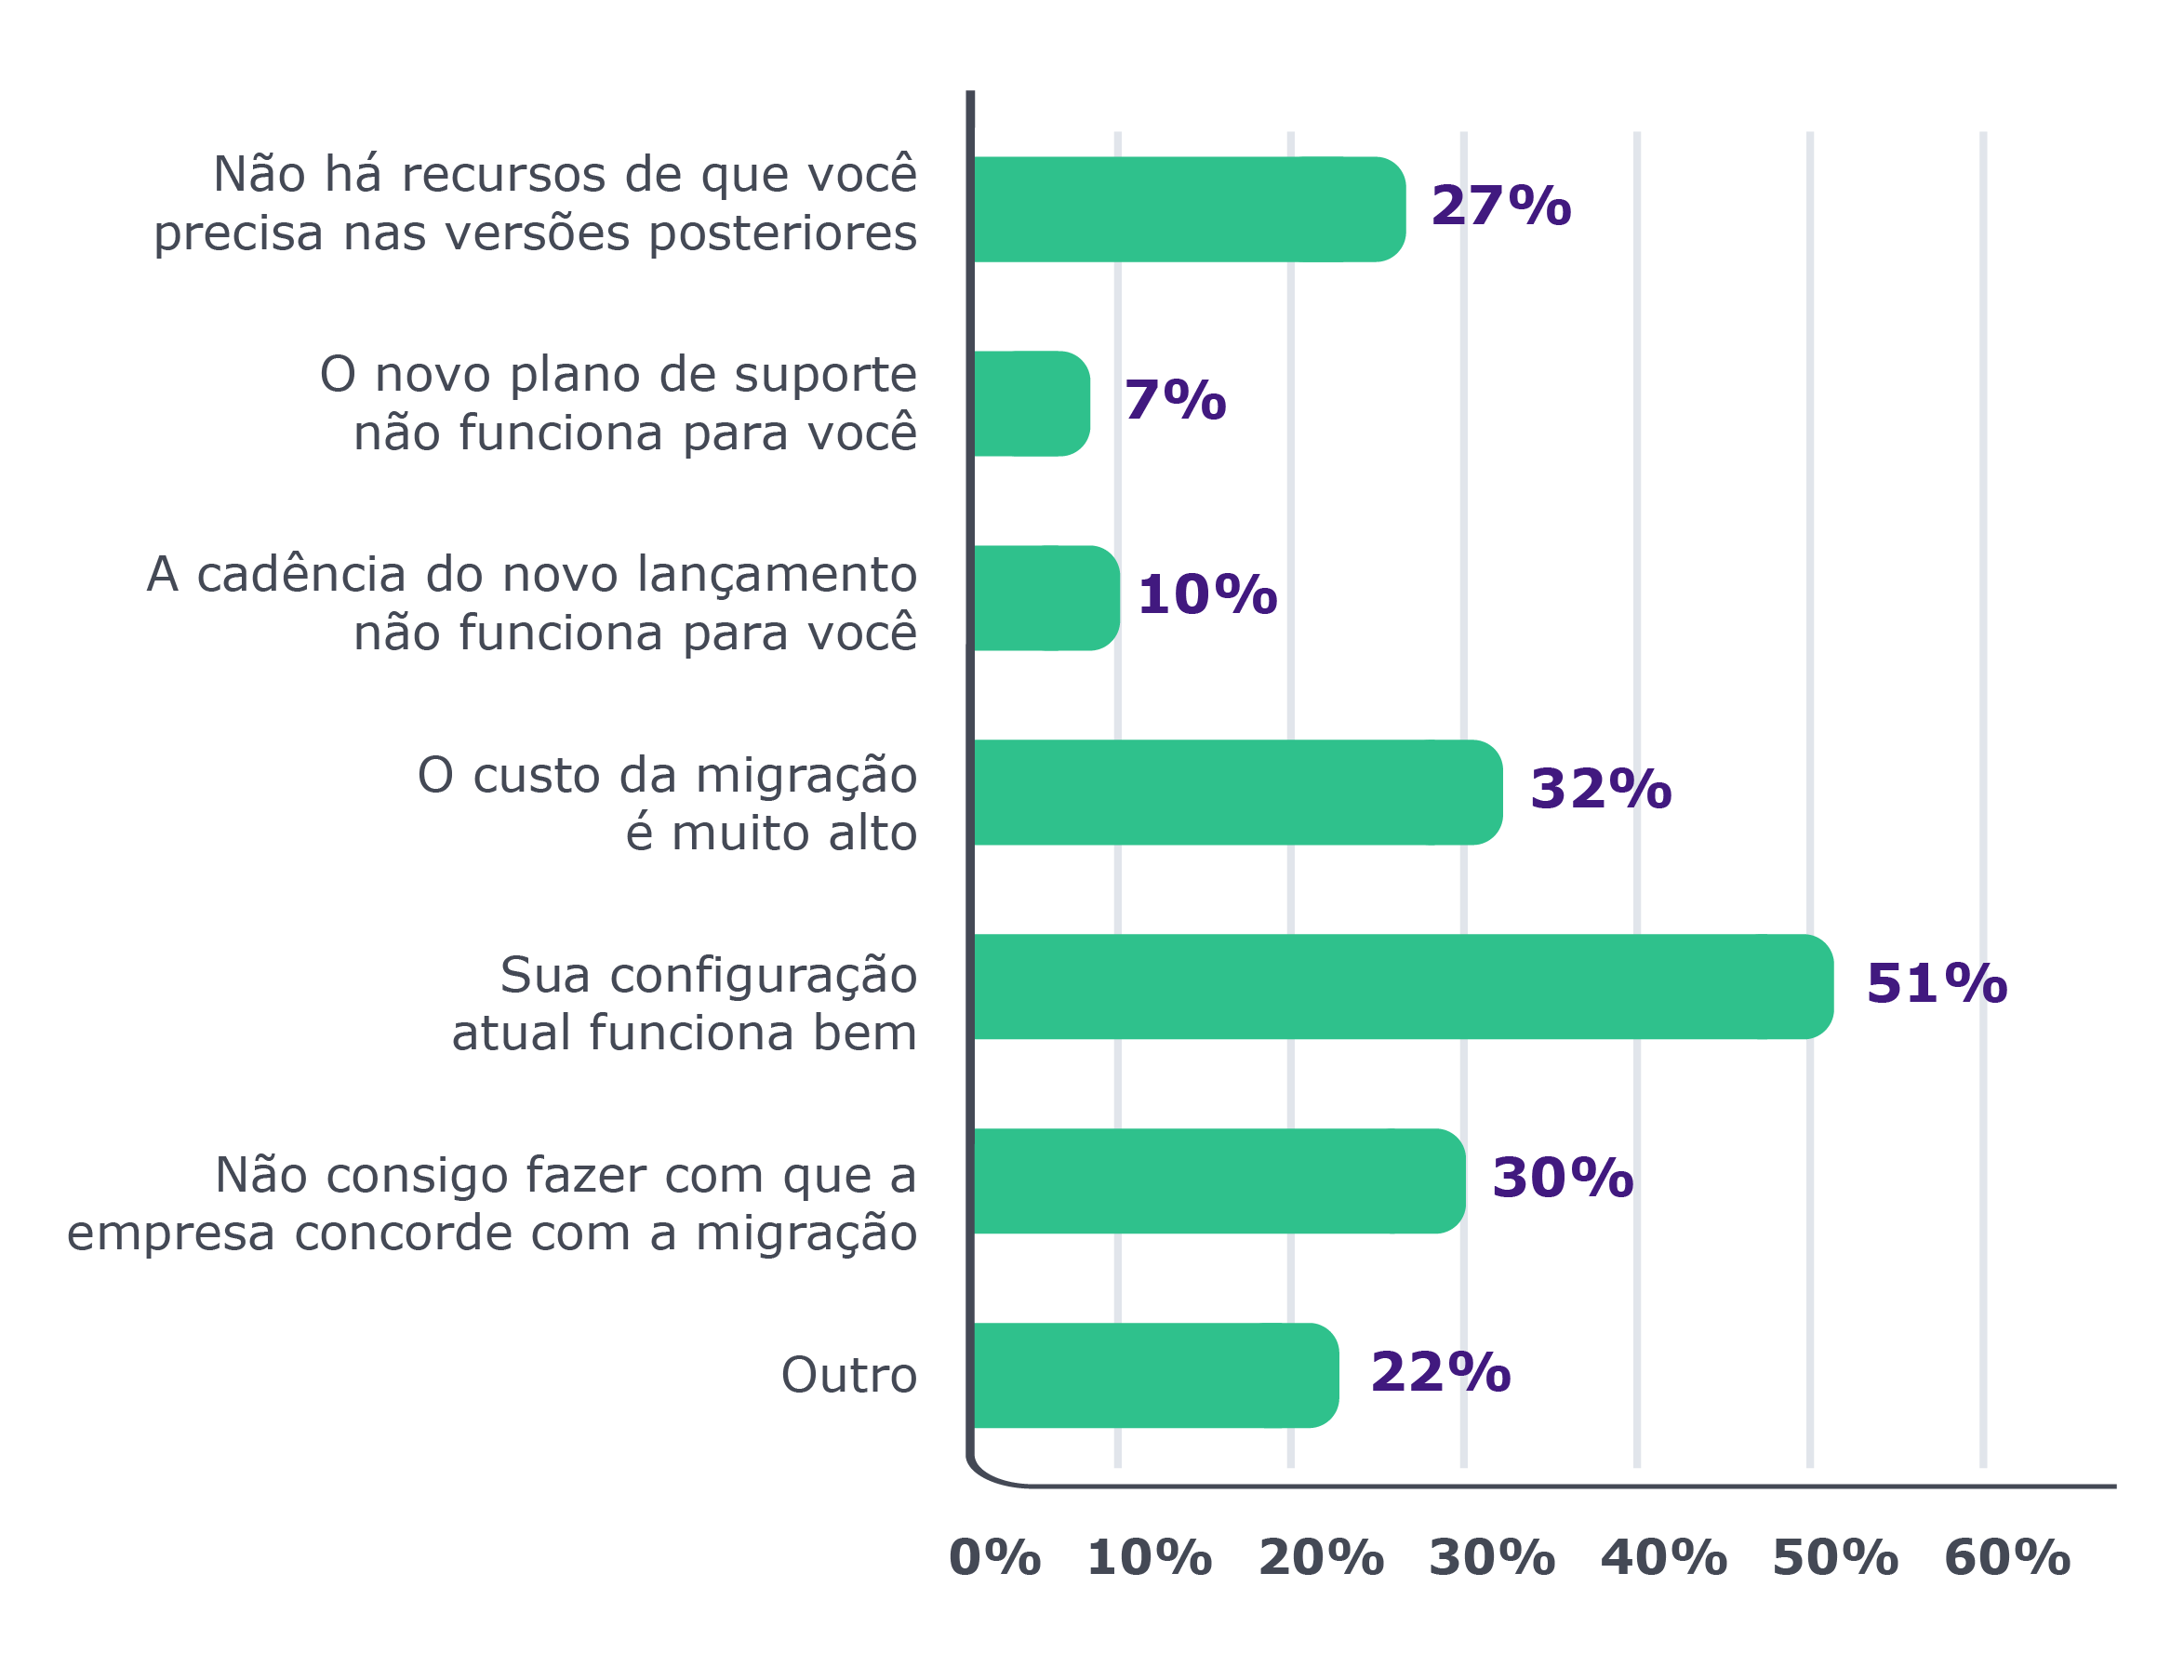 Não há recursos de que você
precisa nas versões posteriores
27%
O novo plano de suporte
não funciona para você
7%
A cadência do novo lançamento
não funciona para você
10%
O custo da migração
é muito alto
32%
Sua configuração
atual funciona bem
51%
Não consigo fazer com que a
empresa concorde com a migração
30%
Outro
22%
0% 10% 20% 30% 40% 50% 60%